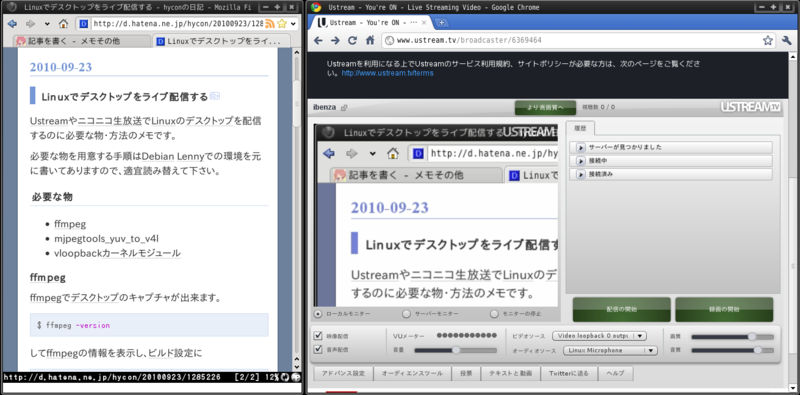 Linuxでデスクトップをライブ配信する - hyconの日記 - Mozilla Fi
http://d.hatena.ne.jp/hycon/20100923/1285
記事を書く - メモその他
Linuxでデスクトップをライ...
2010-09-23
Linuxでデスクトップをライブ配信する
Ustreamやニコニコ生放送でLinuxのデスクトップを配信
するのに必要な物・方法のメモです。
必要な物を用意する手順はDebian Lennyでの環境を元
に書いてありますので、適宜読み替えて下さい。
必要な物
ffmpeg
mjpegtools_yuv_to_v4l
vloopbackカーネルモジュール
ffmpeg
ffmpegでデスクトップのキャプチャが出来ます。
$ ffmpeg -version
してffmpegの情報を表示し、ビルド設定に
http://d.hatena.ne.jp/hycon/20100923/1285226 [2/2] 12%
Ustream - You're ON - Live Streaming Video - Google Chrome
Ustream - You're ON - ...
www.ustream.tv/broadcaster/6369464
Ustreamを利用になる上でUstreamのサービス利用規約、サイトポリシーが必要な方は、次のページをご覧くださ
い。http://www.ustream.tv/terms
ibenza
より高画質へ
視聴数 0 / 0
USTREAM TV
Linuxでデスクトップをライブ配信する
USTREAM
http://d.hatena.ne.jp/hy
記事を書く - メモその他
Linuxで
2010-09-23
Linuxでデスクトップをライブ配信す
Ustreamやニコニコ生放送でLinuxのデ
するのに必要な物・方法のメモです。
履歴
サーバーが見つかりました
接続中
接続済み
ローカルモニター
サーバーモニター
モニターの停止
配信の開始
録画の開始
映像配信
音声配信
VUメーター
音量
ビデオソース
Video loopback 0 outpu
オーディオソース
Linux Microphone
画質
音質
アドバンス設定
オーディエンスツール
投票
テキストと動画
Twitterに送る
ヘルプ